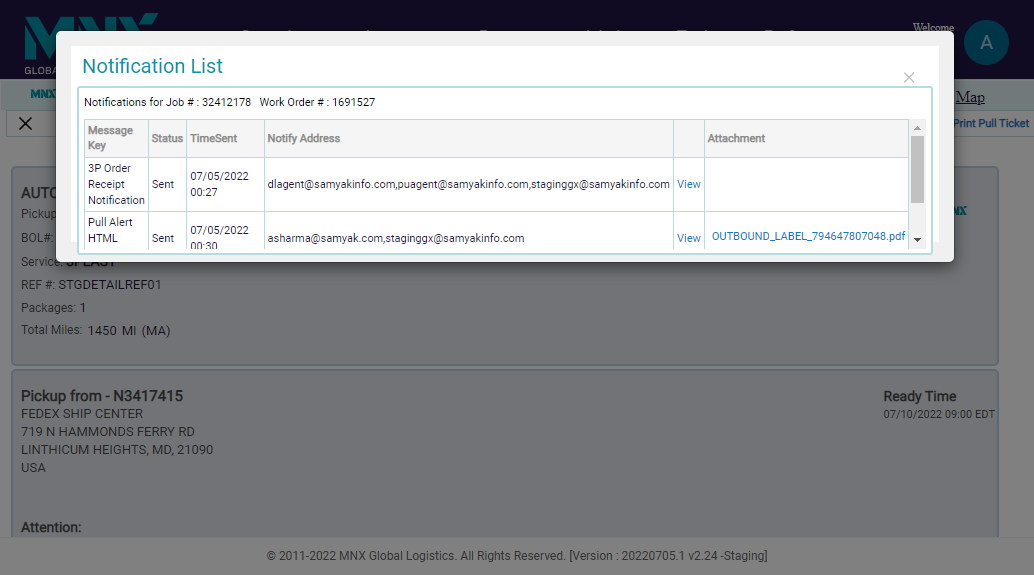 MNX
GLOBAL
Welcome
A
Notification List
×
Notifications for Job # : 32412178 Work Order # : 1691527
Message Key Status TimeSent Notify Address Attachment
3P Order Receipt Notification Sent 07/05/2022 00:27 dlagent@samyakinfo.com,puagent@samyakinfo.com,staginggx@samyakinfo.com View
Pull Alert HTML Sent 07/05/2022 00:30 asharma@samyak.com,staginggx@samyakinfo.com View OUTBOUND_LABEL_794647807048.pdf
MNX
Map
Print Pull Ticket
AUTO
Pickup
BOL#:
Service:
REF #: STGDETAILREF01
Packages: 1
Total Miles: 1450 MI (MA)
Pickup from - N3417415
FEDEX SHIP CENTER
719 N HAMMONDS FERRY RD
LINTHICUM HEIGHTS, MD, 21090
USA
Ready Time
07/10/2022 09:00 EDT
Attention:
© 2011-2022 MNX Global Logistics. All Rights Reserved. [Version : 20220705.1 v2.24 -Staging]